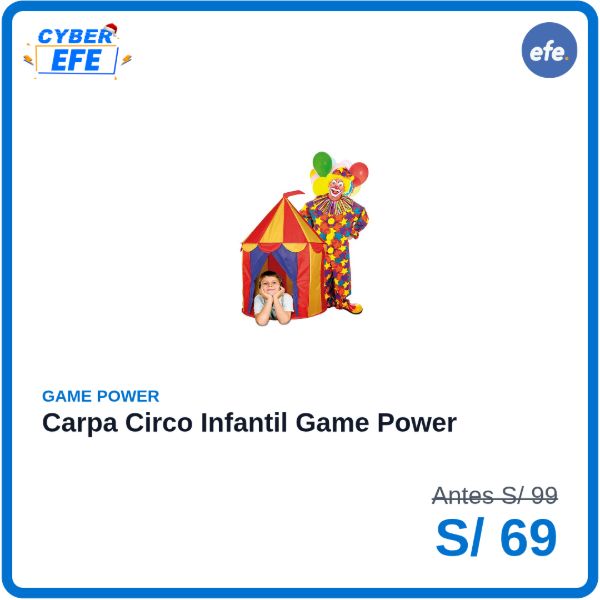 CYBER
EFE
efe.
GAME POWER
Carpa Circo Infantil Game Power
Antes S/ 99
S/ 69